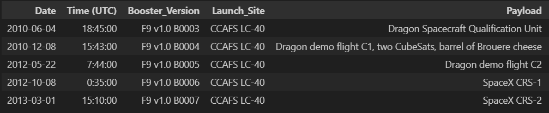 Date Time (UTC) Booster_Version Launch_Site Payload
2010-06-04 18:45:00 F9 v1.0 B0003 CCAFS LC-40 Dragon Spacecraft Qualification Unit
2010-12-08 15:43:00 F9 v1.0 B0004 CCAFS LC-40 Dragon demo flight C1, two CubeSats, barrel of Brouere cheese
2012-05-22 7:44:00 F9 v1.0 B0005 CCAFS LC-40 Dragon demo flight C2
2012-10-08 0:35:00 F9 v1.0 B0006 CCAFS LC-40 SpaceX CRS-1
2013-03-01 15:10:00 F9 v1.0 B0007 CCAFS LC-40 SpaceX CRS-2